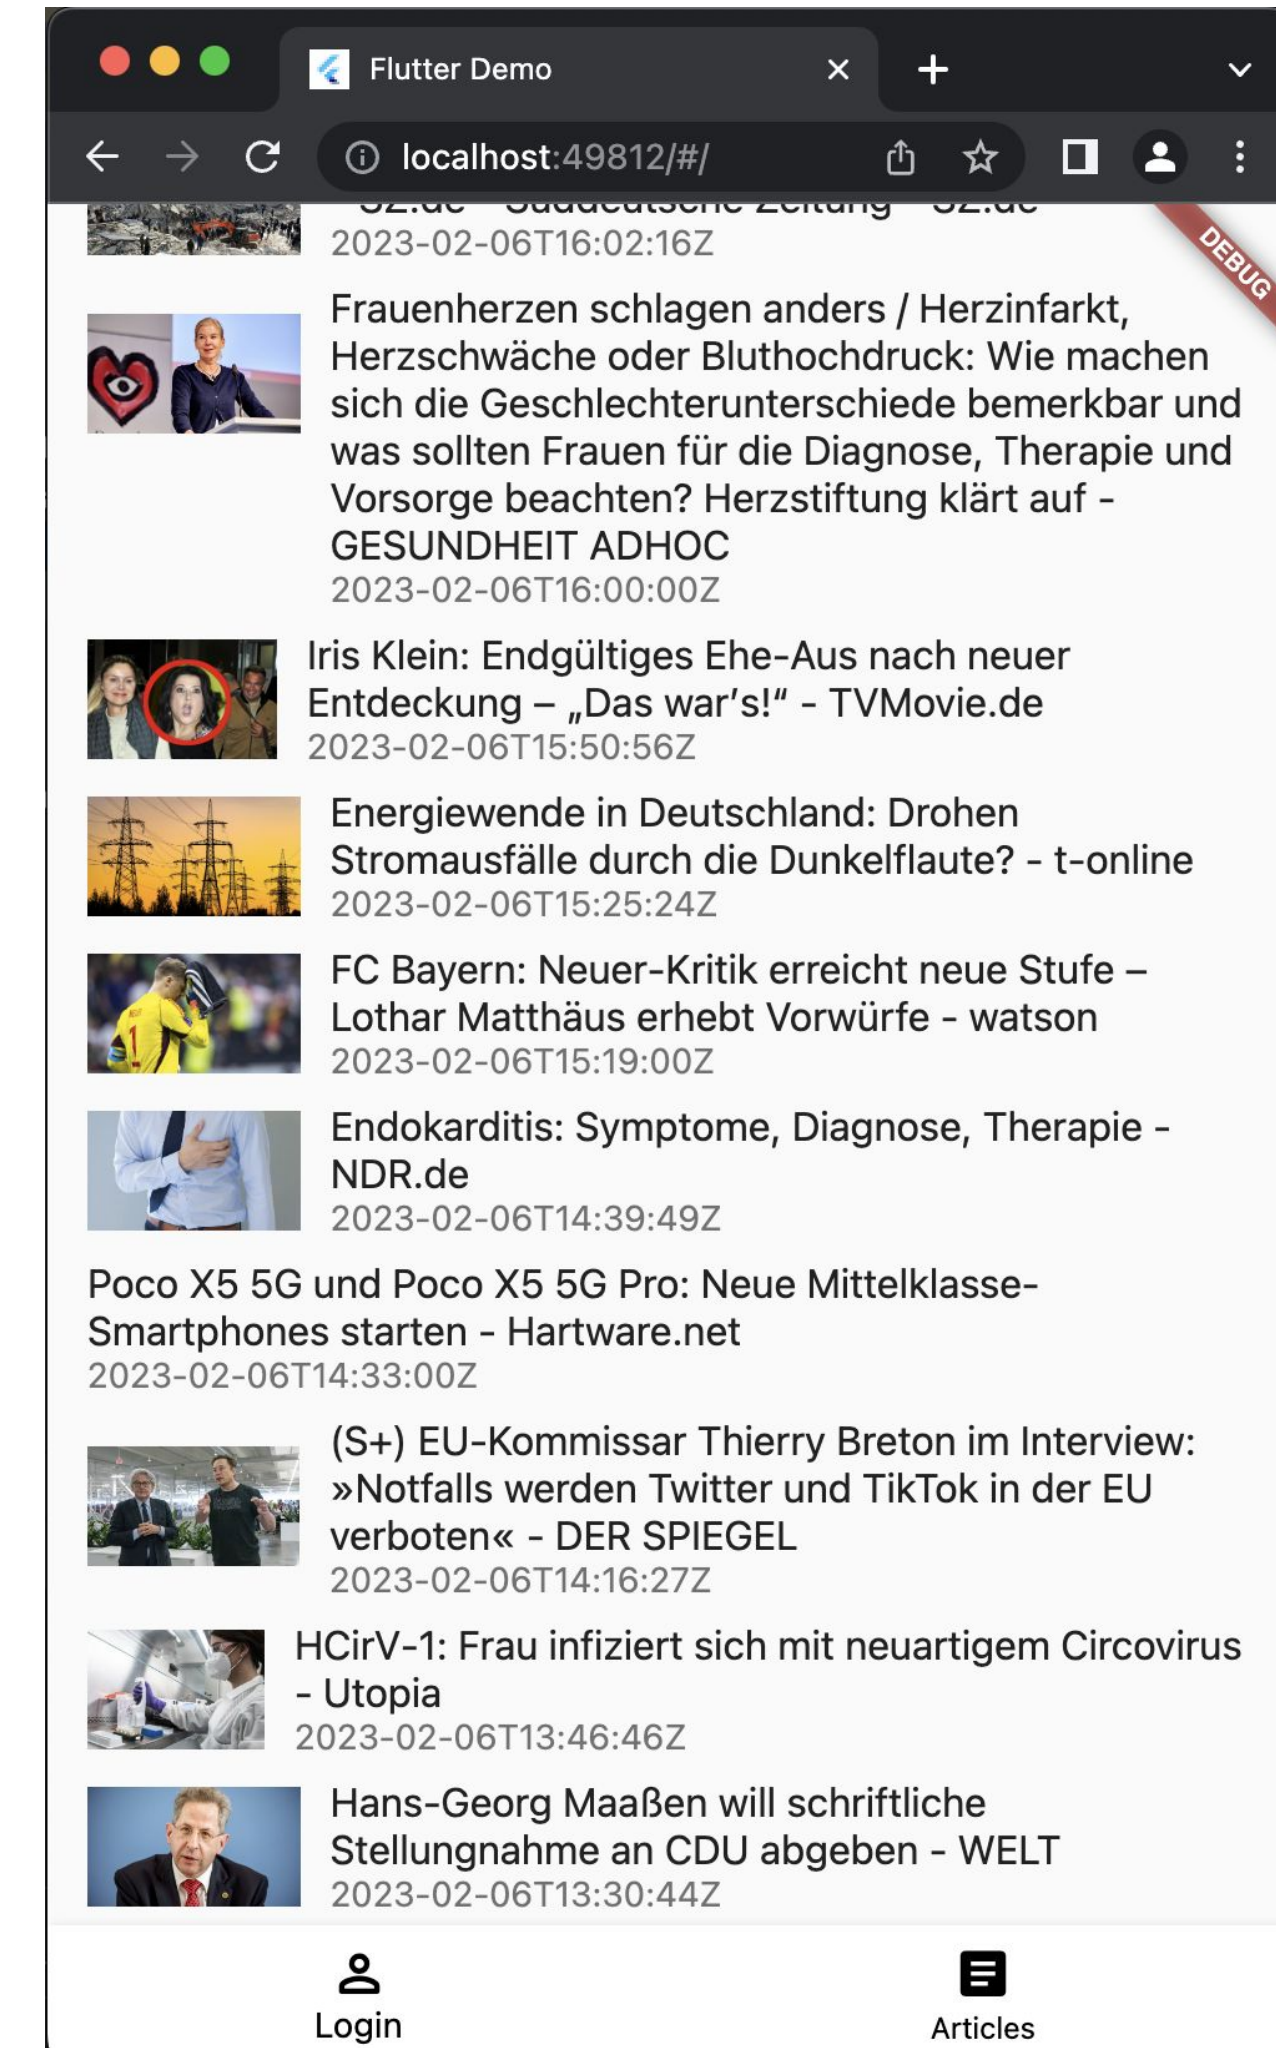 Flutter Demo
localhost:49812/#/
- SZ.de - Süddeutsche Zeitung - SZ.de
2023-02-06T16:02:16Z
DEBUG
Frauenherzen schlagen anders / Herzinfarkt,
Herzschwäche oder Bluthochdruck: Wie machen
sich die Geschlechterunterschiede bemerkbar und
was sollten Frauen für die Diagnose, Therapie und
Vorsorge beachten? Herzstiftung klärt auf -
GESUNDHEIT ADHOC
2023-02-06T16:00:00Z
Iris Klein: Endgültiges Ehe-Aus nach neuer
Entdeckung – „Das war's!“ - TVMovie.de
2023-02-06T15:50:56Z
Energiewende in Deutschland: Drohen
Stromausfälle durch die Dunkelflaute? - t-online
2023-02-06T15:25:24Z
FC Bayern: Neuer-Kritik erreicht neue Stufe –
Lothar Matthäus erhebt Vorwürfe - watson
2023-02-06T15:19:00Z
1
Endokarditis: Symptome, Diagnose, Therapie -
NDR.de
2023-02-06T14:39:49Z
Poco X5 5G und Poco X5 5G Pro: Neue Mittelklasse-
Smartphones starten - Hartware.net
2023-02-06T14:33:00Z
(S+) EU-Kommissar Thierry Breton im Interview:
»Notfalls werden Twitter und TikTok in der EU
verboten« - DER SPIEGEL
2023-02-06T14:16:27Z
HCirV-1: Frau infiziert sich mit neuartigem Circovirus
- Utopia
2023-02-06T13:46:46Z
Hans-Georg Maaßen will schriftliche
Stellungnahme an CDU abgeben - WELT
2023-02-06T13:30:44Z
Login
Articles